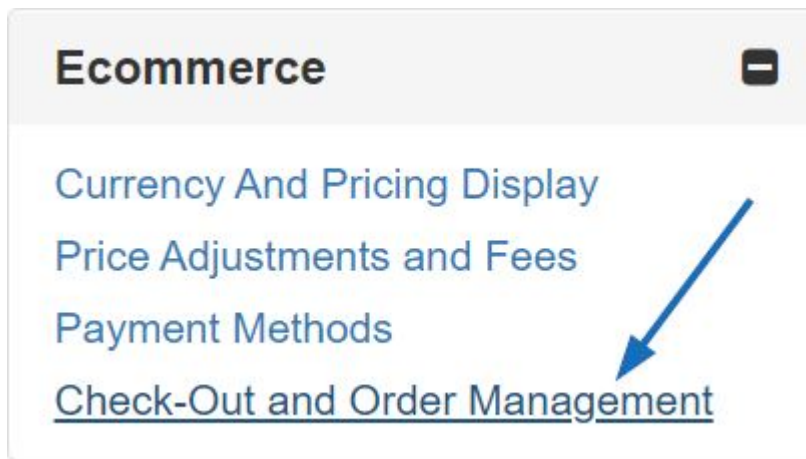 Ecommerce
Currency And Pricing Display
Price Adjustments and Fees
Payment Methods
Check-Out and Order Management